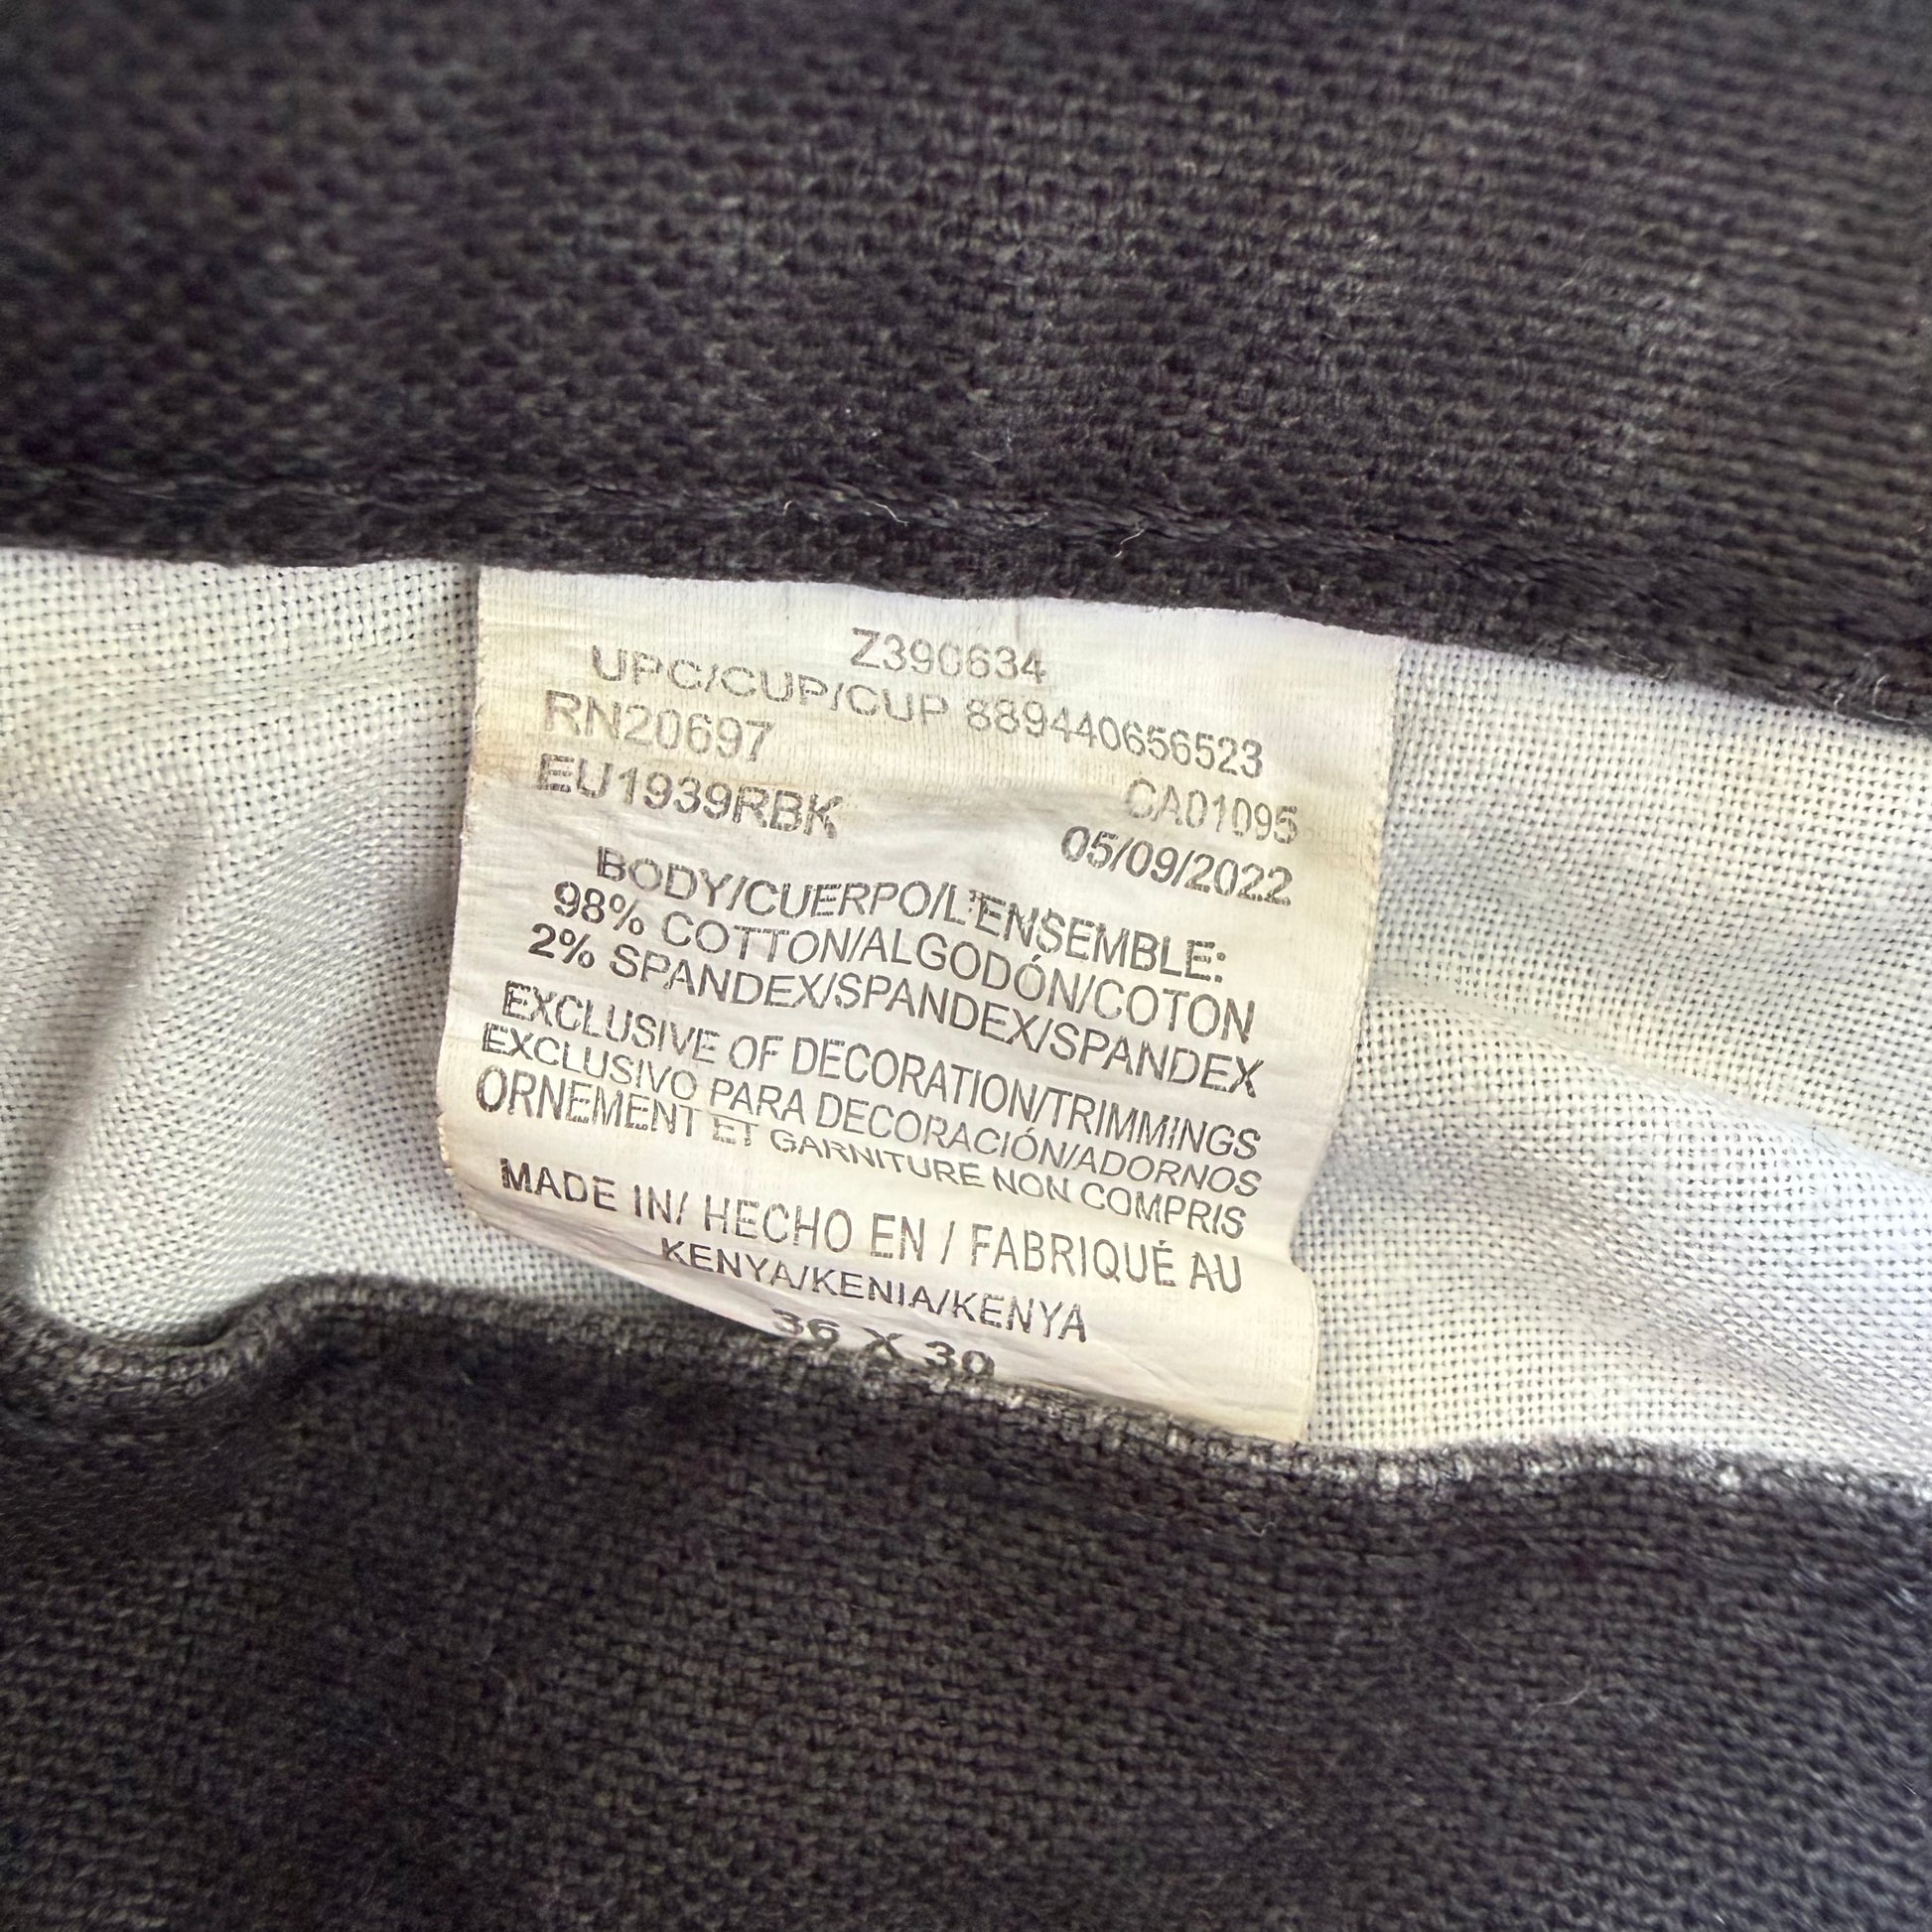 Z390634
UPC/CUP/CUP 889440656523
RN20697 CA01095
EU1939RBK 05/09/2022
BODY/CUERPO/L'ENSEMBLE:
98% COTTON/ALGODÓN/COTON
2% SPANDEX/SPANDEX/SPANDEX
EXCLUSIVE OF DECORATION/TRIMMINGS
EXCLUSIVO PARA DECORACIÓN/ADORNOS
ORNEMENT ET GARNITURE NON COMPRIS
MADE IN/ HECHO EN / FABRIQUÉ AU
KENYA/KENIA/KENYA
36 X 30